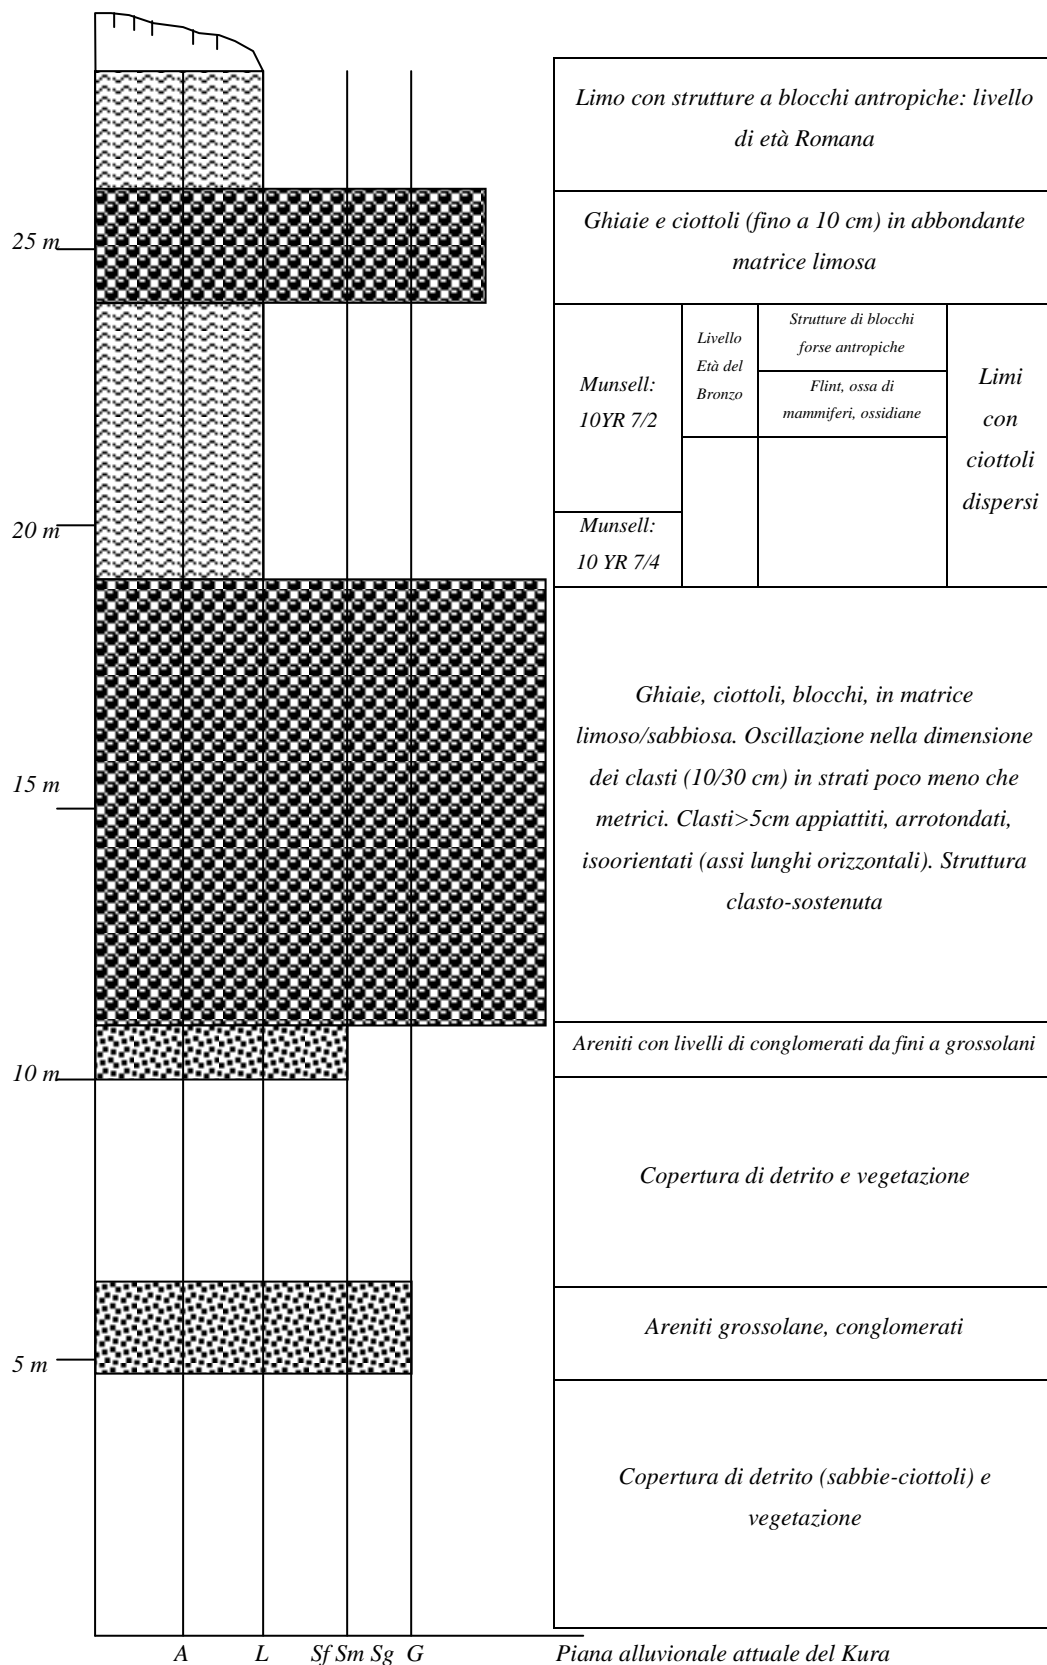 Limo con strutture a blocchi antropiche: livello
di età Romana
25 m
Ghiaie e ciottoli (fino a 10 cm) in abbondante
matrice limosa
Munsell:
10YR 7/2
Livello
Età del
Bronzo
Strutture di blocchi
forse antropiche
Flint, ossa di
mammiferi, ossidiane
Limi
con
ciottoli
dispersi
20 m
Munsell:
10 YR 7/4
15 m
Ghiaie, ciottoli, blocchi, in matrice
limoso/sabbiosa. Oscillazione nella dimensione
dei clasti (10/30 cm) in strati poco meno che
metrici. Clasti>5cm appiattiti, arrotondati,
isoorientati (assi lunghi orizzontali). Struttura
clasto-sostenuta
Areniti con livelli di conglomerati da fini a grossolani
10 m
Copertura di detrito e vegetazione
Areniti grossolane, conglomerati
5 m
Copertura di detrito (sabbie-ciottoli) e
vegetazione
A L Sf Sm Sg G
Piana alluvionale attuale del Kura